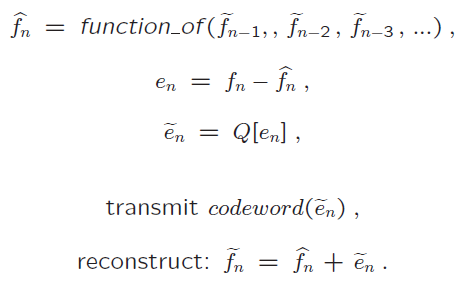 f̂ₙ = function_of(f̃ₙ₋₁, , f̃ₙ₋₂ , f̃ₙ₋₃ , ...) ,
eₙ = fₙ − f̂ₙ ,
ẽₙ = Q[eₙ] ,
transmit codeword(ẽₙ) ,
reconstruct: f̃ₙ = f̂ₙ + ẽₙ .